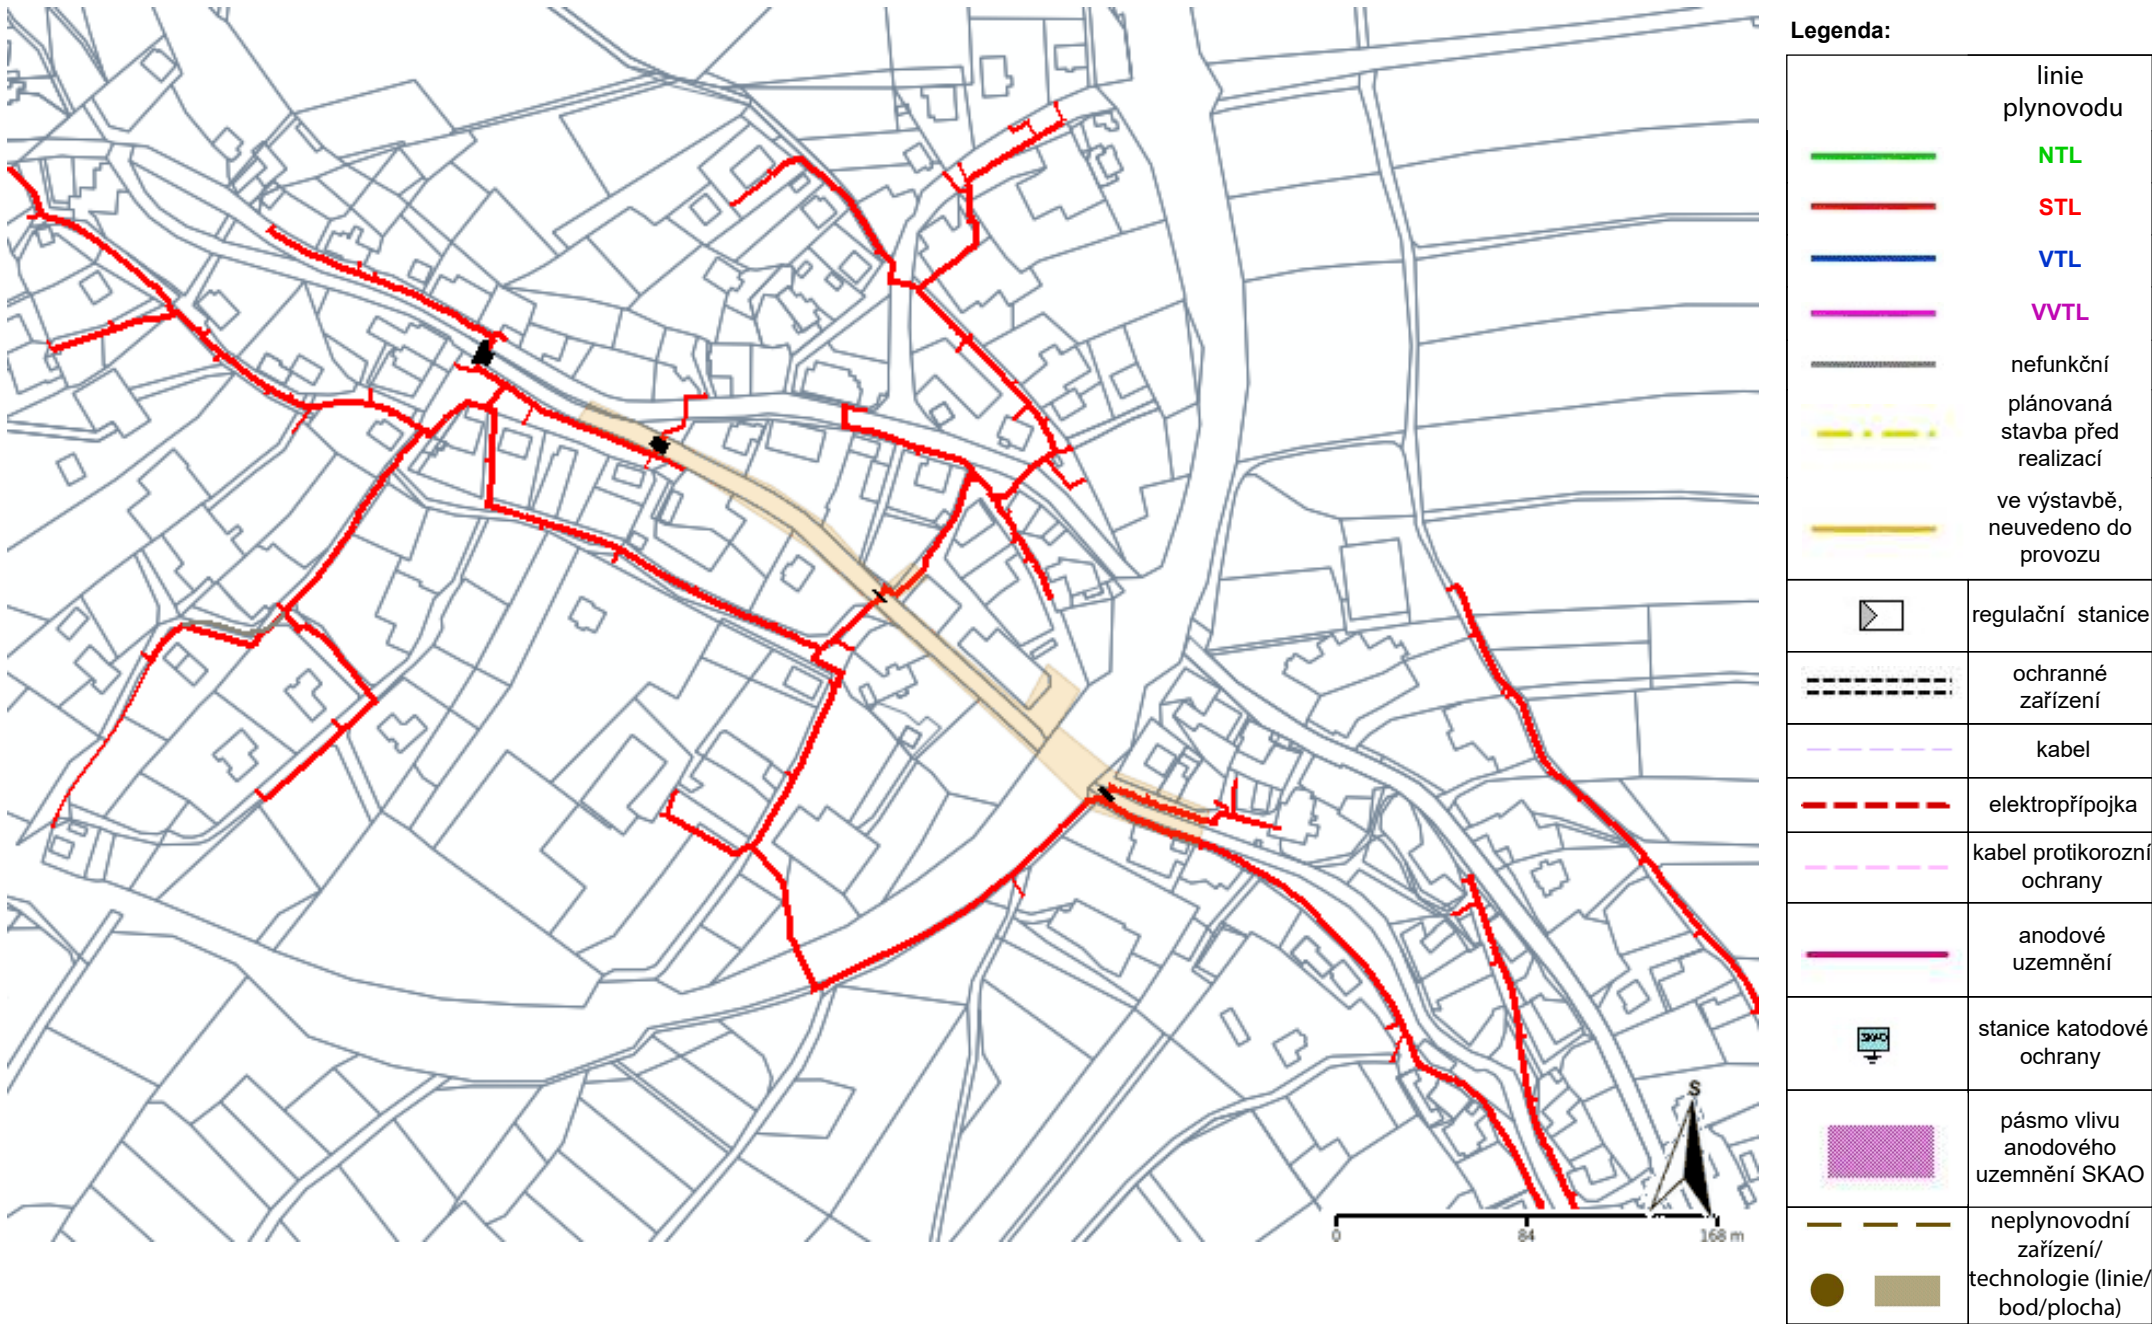 Legenda:
linie
plynovodu
NTL
STL
VTL
VVTL
nefunkční
plánovaná
stavba před
realizací
ve výstavbě,
neuvedeno do
provozu
regulační stanice
ochranné
zařízení
kabel
elektropřípojka
kabel protikorozní
ochrany
anodové
uzemnění
SKAO
stanice katodové
ochrany
pásmo vlivu
anodového
uzemnění SKAO
neplynovodní
zařízení/
technologie (linie/
bod/plocha)
S
0 84 168 m